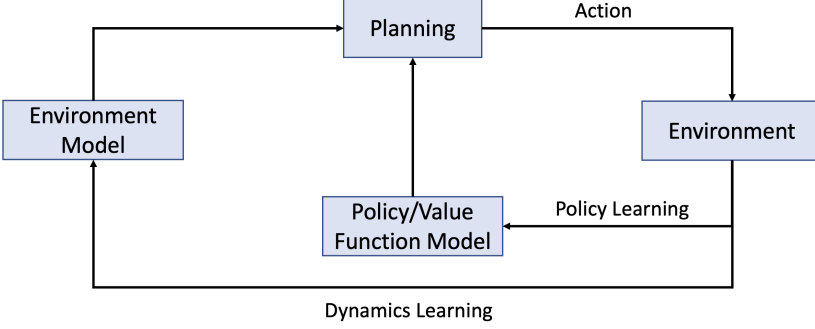 Action
Planning
Environment
Model
Environment
Policy/Value
Function Model
Policy Learning
Dynamics Learning